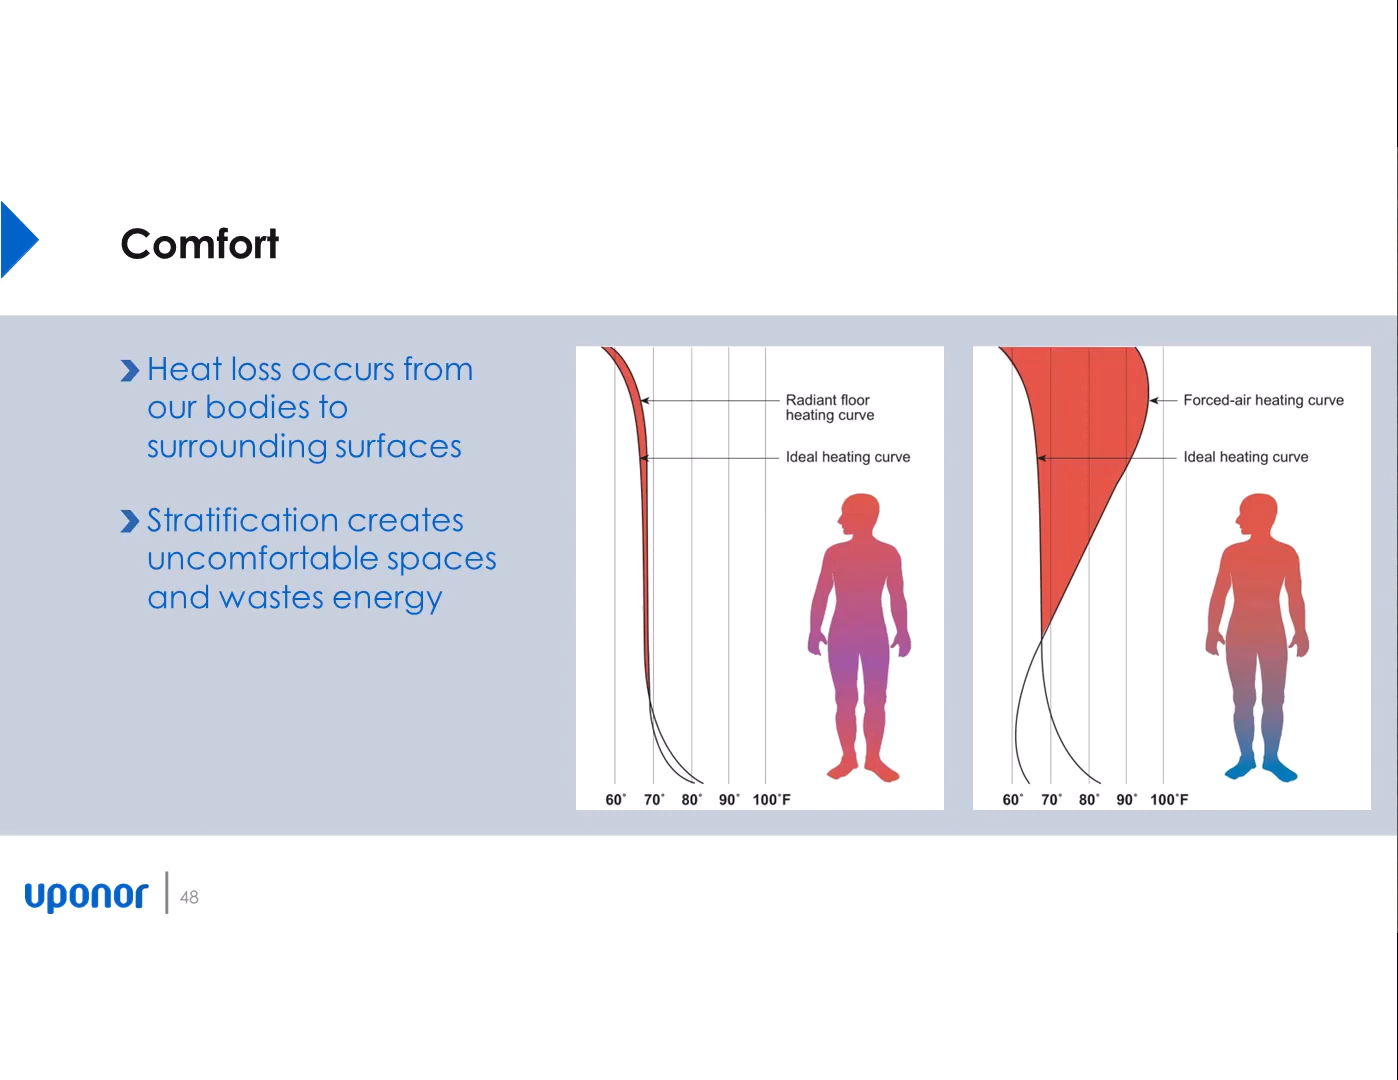 Comfort
Heat loss occurs from
our bodies to
surrounding surfaces
Stratification creates
uncomfortable spaces
and wastes energy
Radiant floor
heating curve
Ideal heating curve
60˚ 70˚ 80˚ 90˚ 100˚F
Forced-air heating curve
Ideal heating curve
60˚ 70˚ 80˚ 90˚ 100˚F
uponor 48